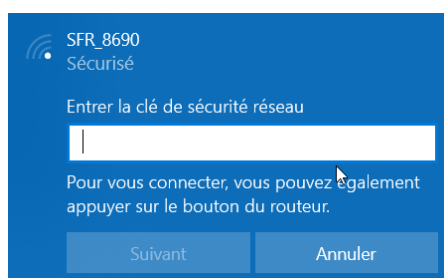 SFR_8690
Sécurisé
Entrer la clé de sécurité réseau
Pour vous connecter, vous pouvez également
appuyer sur le bouton du routeur.
Suivant
Annuler